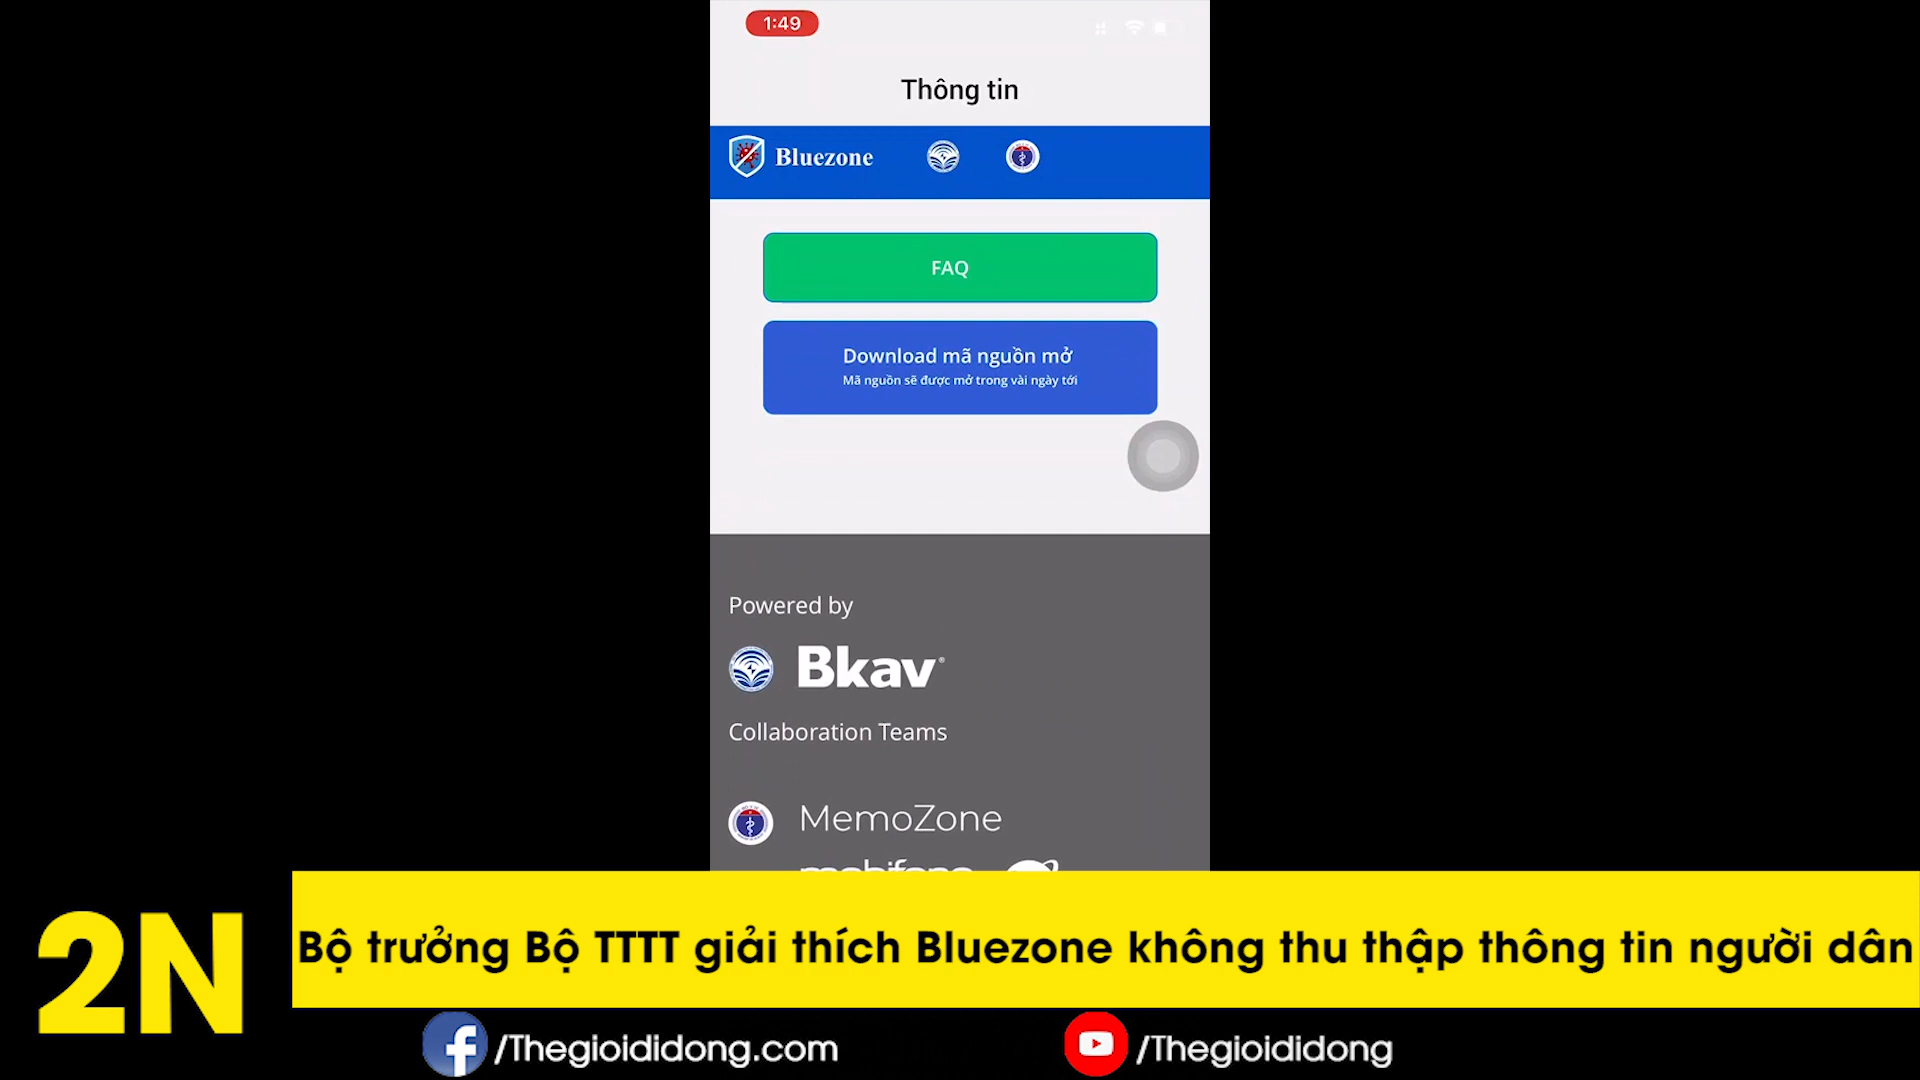 1:49
Thông tin
Bluezone
FAQ
Download mã nguồn mở
Mã nguồn sẽ được mở trong vài ngày tới
Powered by
Bkav
Collaboration Teams
MemoZone
2N
Bộ trưởng Bộ TTTT giải thích Bluezone không thu thập thông tin người dân
/Thegioididong.com
/Thegioididong